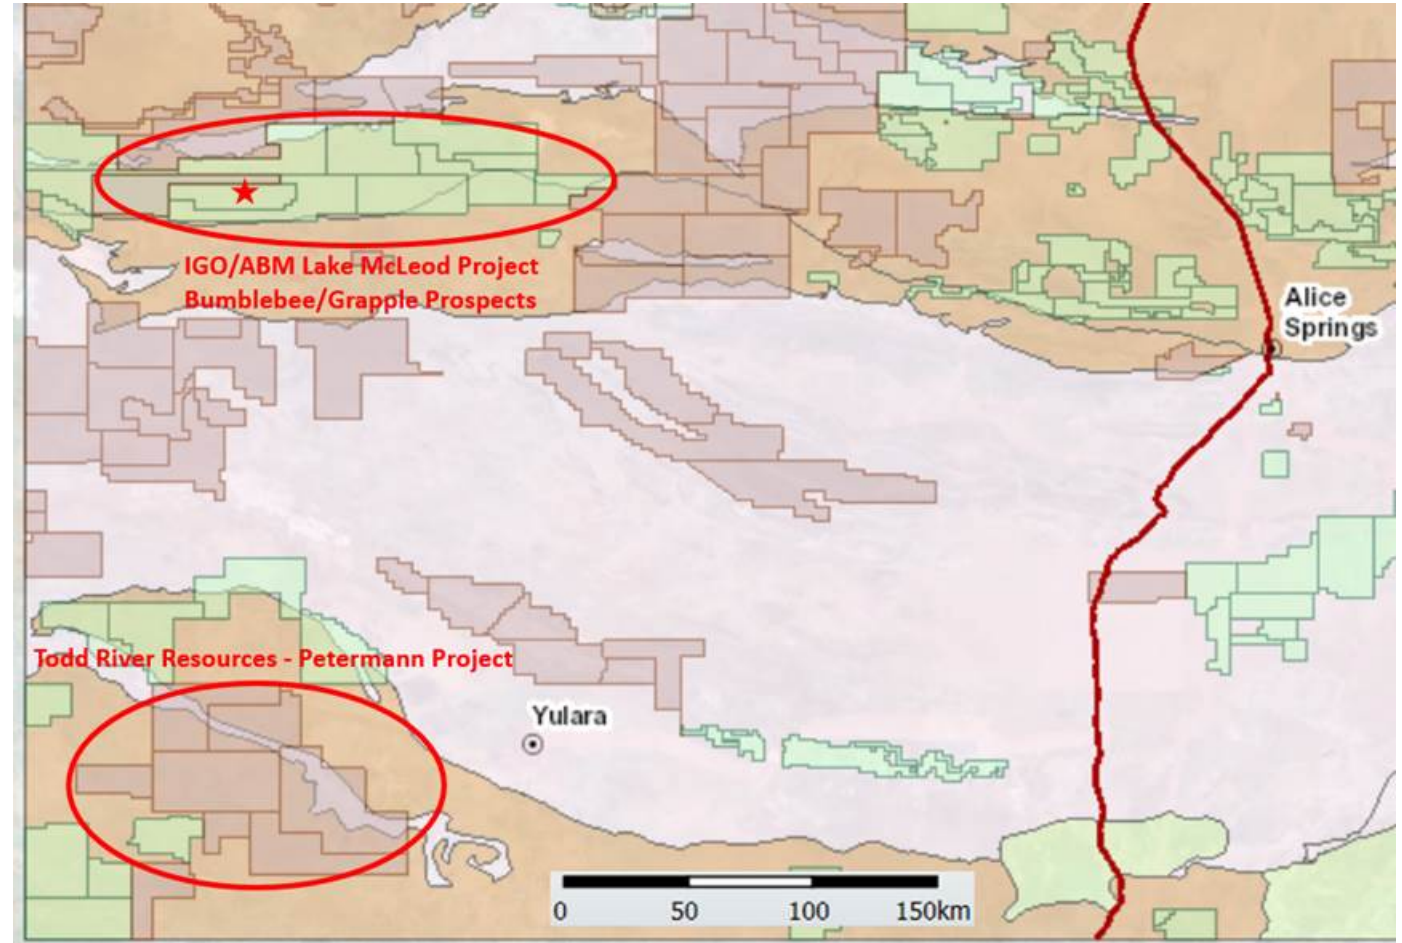 IGO/ABM Lake McLeod Project
Bumblebee/Grapple Prospects
Alice
Springs
Todd River Resources - Petermann Project
Yulara
0 50 100 150km